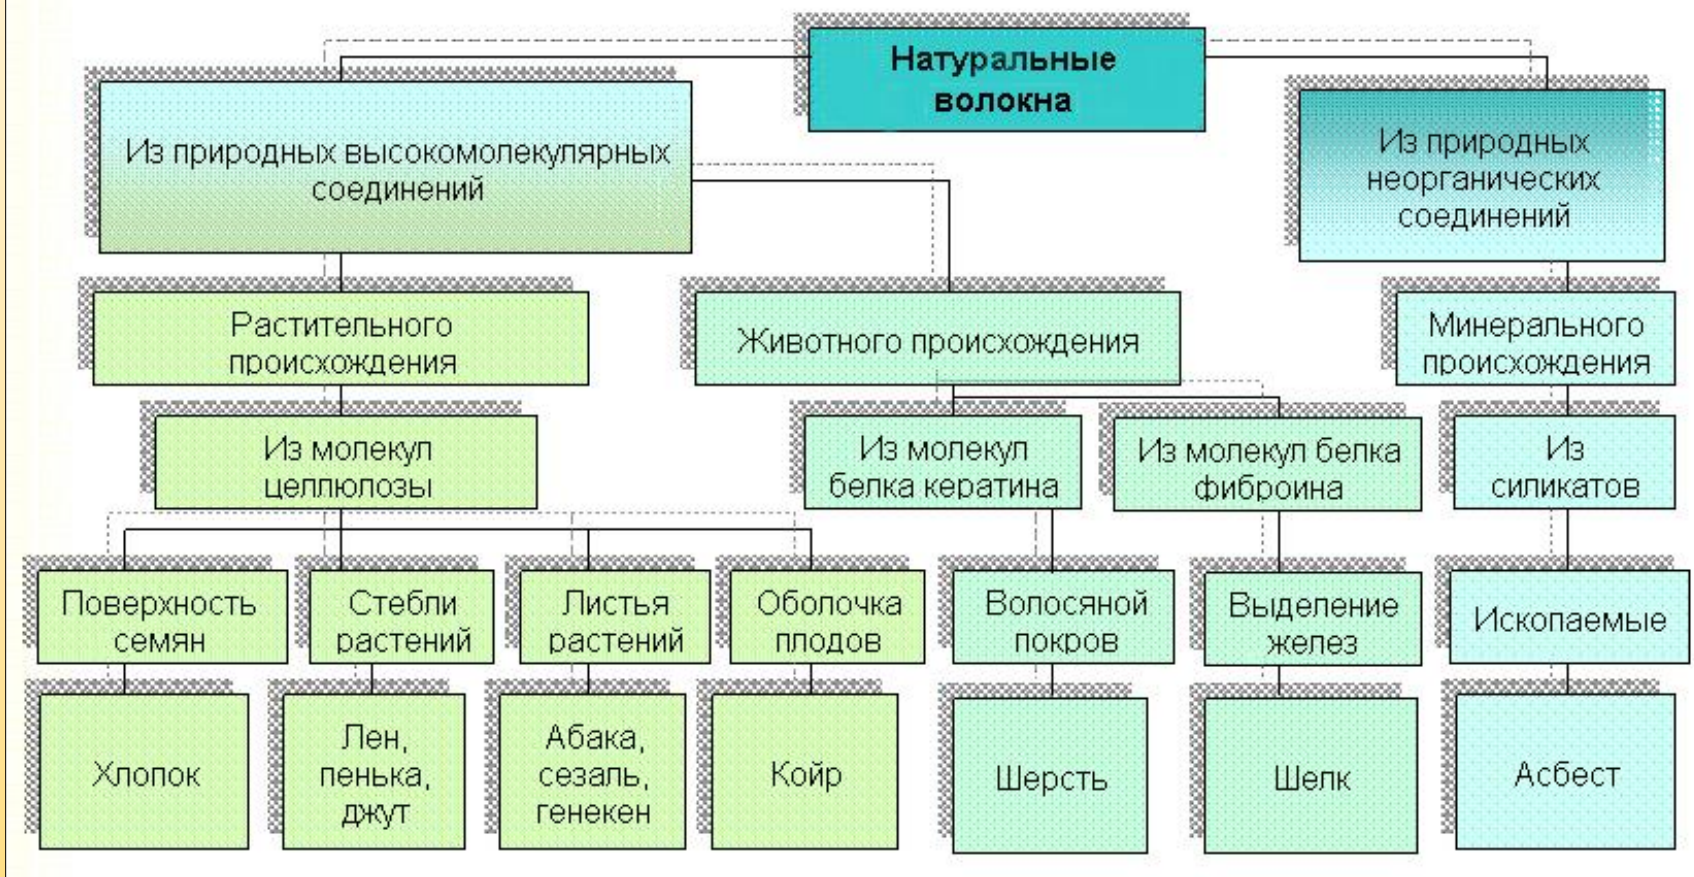 Натуральные
волокна
Из природных высокомолекулярных
соединений
Из природных
неорганических
соединений
Растительного
происхождения
Животного происхождения
Минерального
происхождения
Из молекул
целлюлозы
Из молекул
белка кератина
Из молекул белка
фиброина
Из
силикатов
Поверхность
семян
Стебли
растений
Листья
растений
Оболочка
плодов
Волосяной
покров
Выделение
желез
Ископаемые
Хлопок
Лен,
пенька,
джут
Абака,
сезаль,
генекен
Койр
Шерсть
Шелк
Асбест